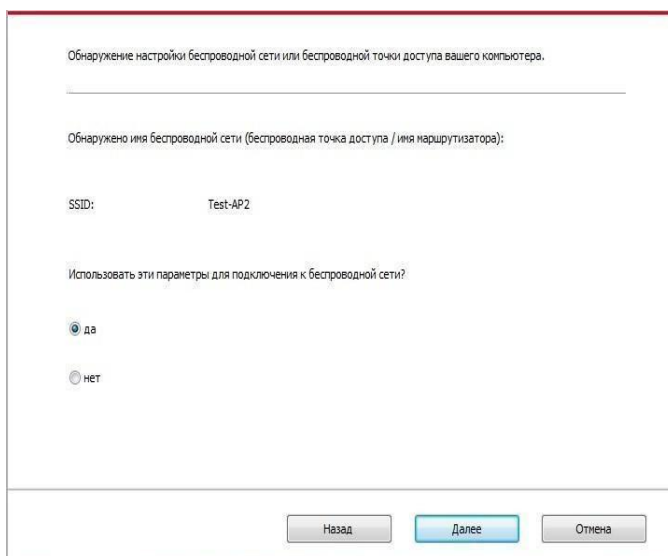 Обнаружение настройки беспроводной сети или беспроводной точки доступа вашего компьютера.
Обнаружено имя беспроводной сети (беспроводная точка доступа / имя маршрутизатора):
SSID: Test-AP2
Использовать эти параметры для подключения к беспроводной сети?
да
нет
Назад Далее Отмена